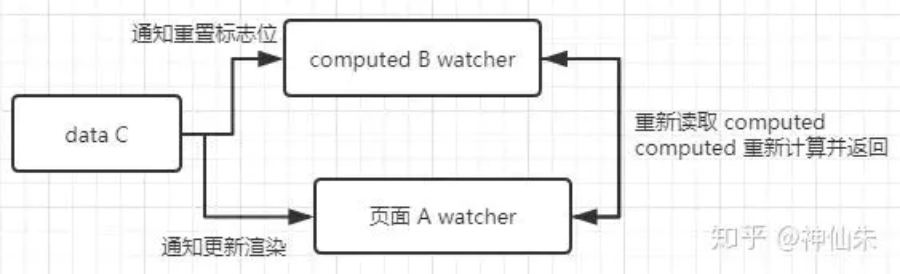 通知重置标志位
computed B watcher
data C
重新读取 computed
computed 重新计算并返回
页面 A watcher
通知更新渲染
知乎 @神仙朱